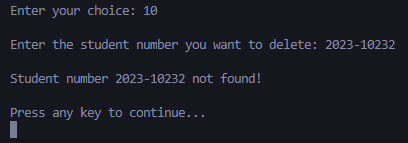 Enter your choice: 10
Enter the student number you want to delete: 2023-10232
Student number 2023-10232 not found!
Press any key to continue...